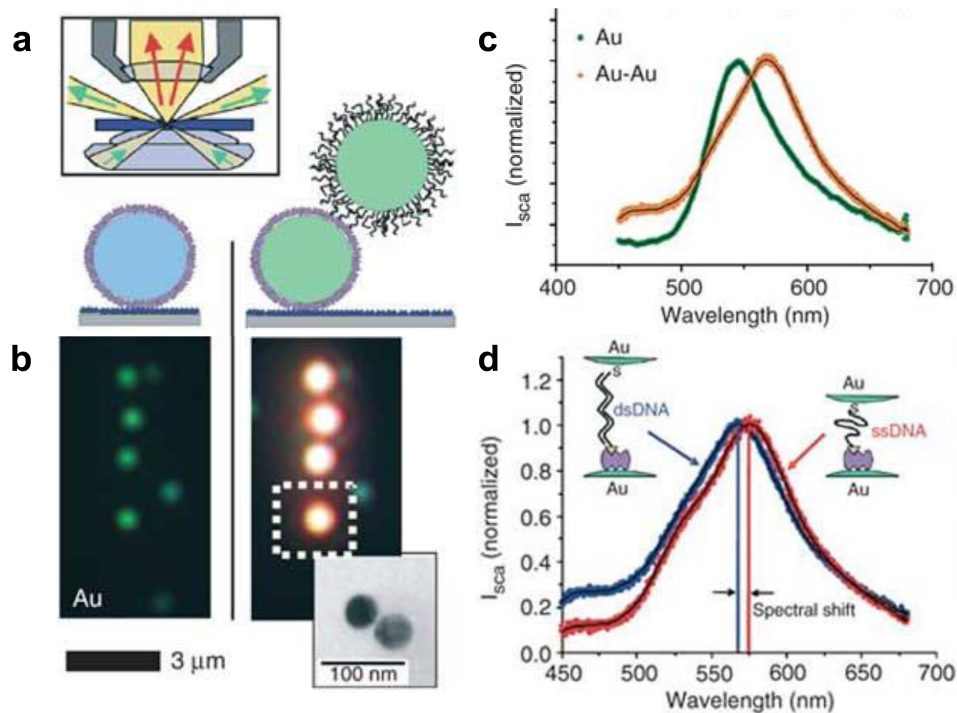 a
b
Au
3 μm
100 nm
c
Au
Au-Au
I_sca (normalized)
400
500
600
700
Wavelength (nm)
d
Au
S
dsDNA
Au
Au
S
ssDNA
Au
1.2
1.0
0.8
0.6
0.4
0.2
0.0
I_sca (normalized)
Spectral shift
450
500
550
600
650
700
Wavelength (nm)